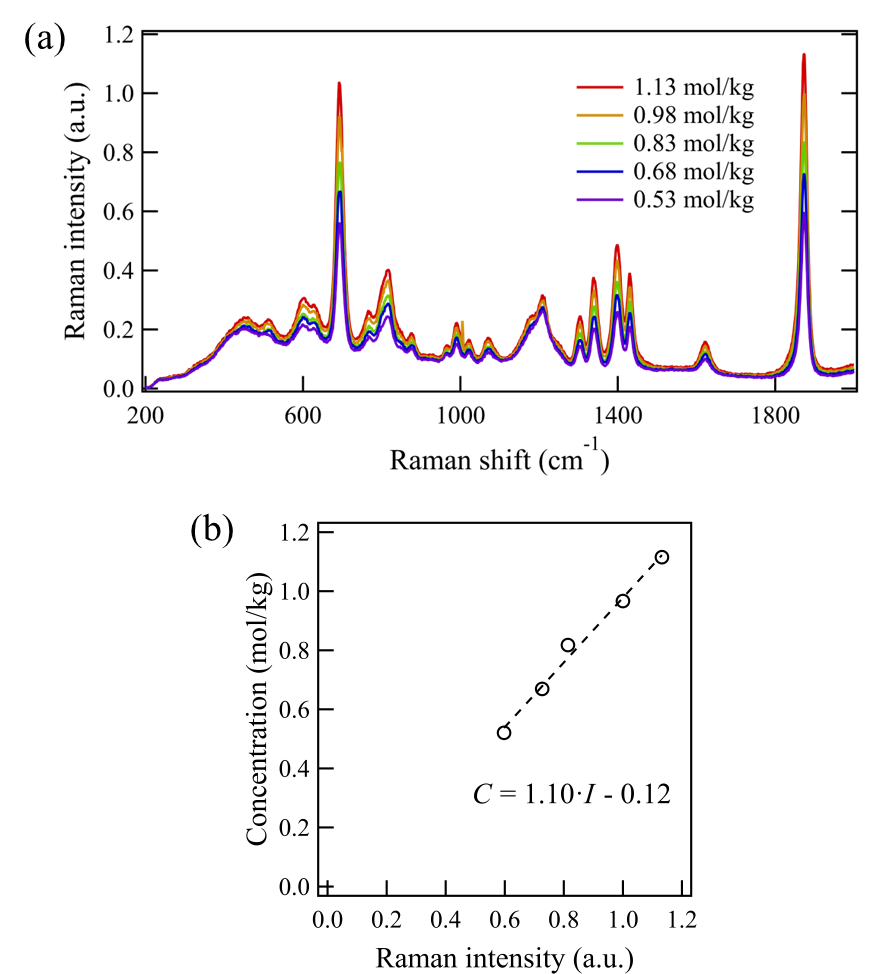 (a)
1.2
1.0
0.8
0.6
0.4
0.2
0.0
Raman intensity (a.u.)
1.13 mol/kg
0.98 mol/kg
0.83 mol/kg
0.68 mol/kg
0.53 mol/kg
200 600 1000 1400 1800
Raman shift (cm⁻¹)
(b)
1.2
1.0
0.8
0.6
0.4
0.2
0.0
Concentration (mol/kg)
C = 1.10·I - 0.12
0.0 0.2 0.4 0.6 0.8 1.0 1.2
Raman intensity (a.u.)